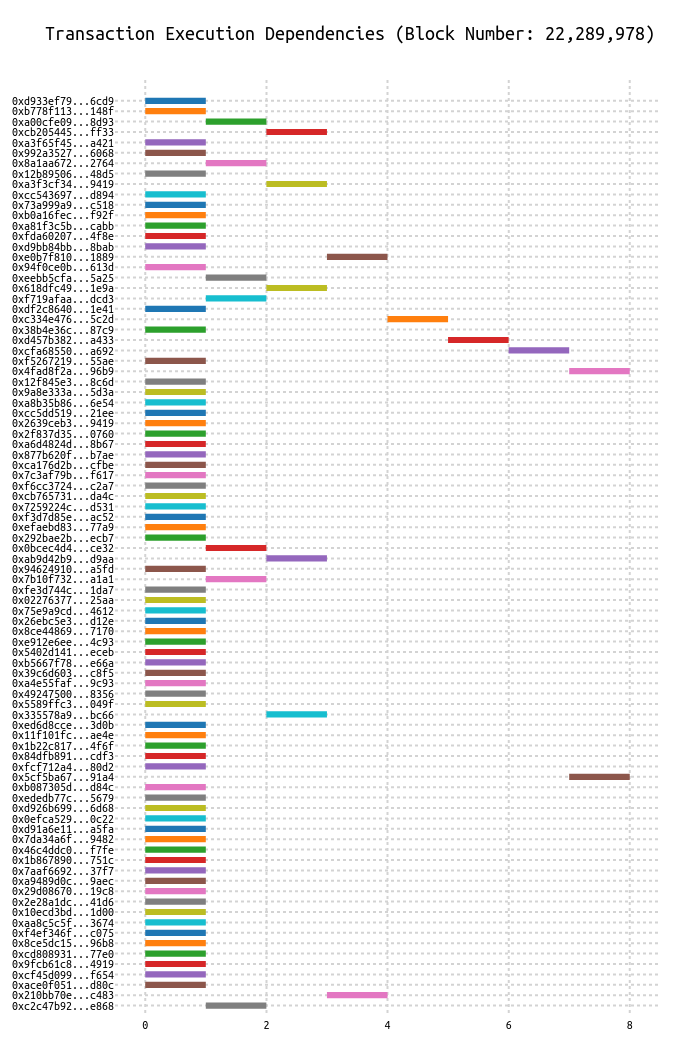 Transaction Execution Dependencies (Block Number: 22,289,978)
0xd933ef79...6cd9
0xb778f113...148f
0xa00cfe09...8d93
0xcb205445...ff33
0xa3f65f45...a421
0x992a3527...6068
0x8a1aa672...2764
0x12b89506...48d5
0xa3f3cf34...9419
0xcc543697...d894
0x73a999a9...c518
0xb0a16fec...f92f
0xa81f3c5b...cabb
0xfda60207...4f8e
0xd9bb84bb...8bab
0xe0b7f810...1889
0x94f0ce0b...613d
0xeebb5cfa...5a25
0x618dfc49...1e9a
0xf719afaa...dcd3
0xdf2c8640...1e41
0xc334e476...5c2d
0x38b4e36c...87c9
0xd457b382...a433
0xcfa68550...a692
0xf5267219...55ae
0x4fad8f2a...96b9
0x12f845e3...8c6d
0x9a8e333a...5d3a
0xa8b35b86...6e54
0xcc5dd519...21ee
0x2639ceb3...9419
0x2f837d35...0760
0xa6d4824d...8b67
0x877b620f...b7ae
0xca176d2b...cfbe
0x7c3af79b...f617
0xf6cc3724...c2a7
0xcb765731...da4c
0x7259224c...d531
0xf3d7d85e...ac52
0xefaebd83...77a9
0x292bae2b...ecb7
0x0bcec4d4...ce32
0xab9d42b9...d9aa
0x94624910...a5fd
0x7b10f732...a1a1
0xfe3d744c...1da7
0x02276377...25aa
0x75e9a9cd...4612
0x26ebc5e3...d12e
0x8ce44869...7170
0xe912e6ee...4c93
0x5402d141...eceb
0xb5667f78...e66a
0x39c6d603...c8f5
0xa4e55faf...9c93
0x49247500...8356
0x5589ffc3...049f
0x335578a9...bc66
0xed6d8cce...3d0b
0x11f101fc...ae4e
0x1b22c817...4f6f
0x84dfb891...cdf3
0xfcf712a4...80d2
0x5cf5ba67...91a4
0xb087305d...d84c
0xededb77c...5679
0xd926b699...6d68
0x0efca529...0c22
0xd91a6e11...a5fa
0x7da34a6f...9482
0x46c4ddc0...f7fe
0x1b867890...751c
0x7aaf6692...37f7
0xa9489d0c...9aec
0x29d08670...19c8
0x2e28a1dc...41d6
0x10ecd3bd...1d00
0xaa8c5c5f...3674
0xf4ef346f...c075
0x8ce5dc15...96b8
0xcd808931...77e0
0x9fcb61c8...4919
0xcf45d099...f654
0xace0f051...d80c
0x210bb70e...c483
0xc2c47b92...e868
0 2 4 6 8